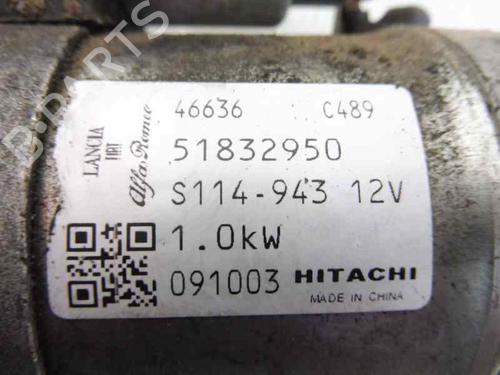 46636 C489
LANCIA
FIAT
Alfa Romeo
51832950
S114-943 12V
1.0kW
091003 HITACHI
MADE IN CHINA
B-PARTS